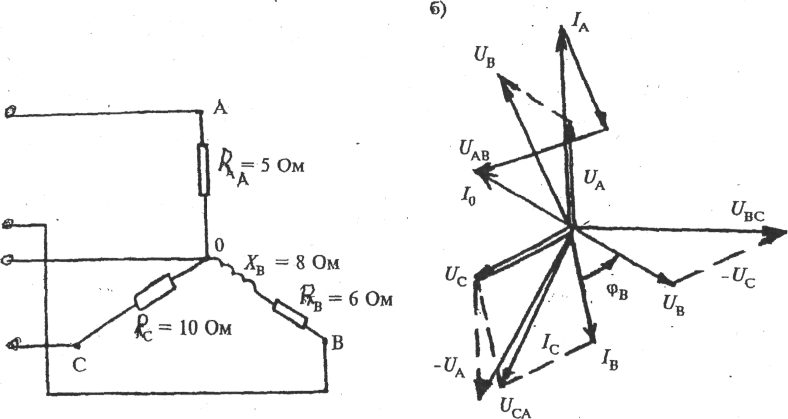 A
R_A = 5 Ом
0
X_B = 8 Ом
R_B = 6 Ом
R_C = 10 Ом
C
B
б)
I_A
U_B
U_AB
I_0
U_A
U_BC
U_C
-U_C
φ_B
U_B
I_C
I_B
-U_A
U_CA